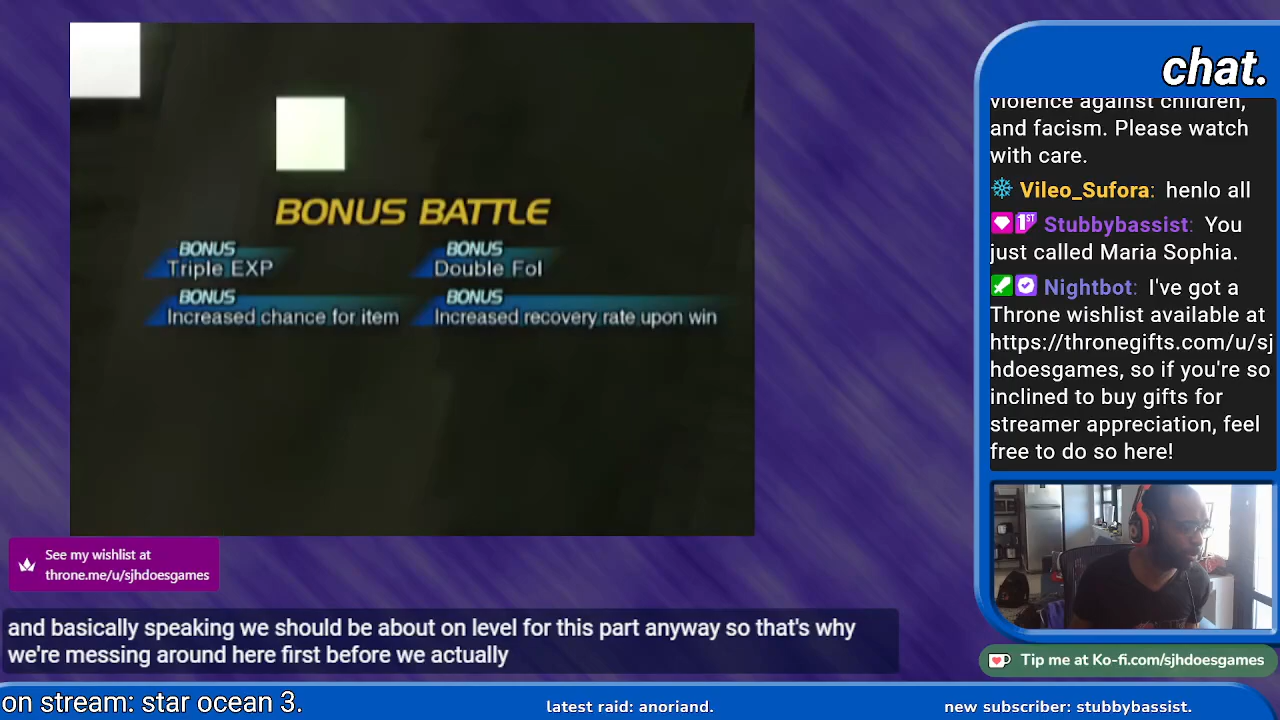 BONUS BATTLE
BONUS
Triple EXP
BONUS
Double Fol
BONUS
Increased chance for item
BONUS
Increased recovery rate upon win
chat.
violence against children,
and facism. Please watch
with care.
Vileo_Sufora: henlo all
1ST Stubbybassist: You
just called Maria Sophia.
Nightbot: I've got a
Throne wishlist available at
https://thronegifts.com/u/sj
hdoesgames, so if you're so
inclined to buy gifts for
streamer appreciation, feel
free to do so here!
See my wishlist at
throne.me/u/sjhdoesgames
and basically speaking we should be about on level for this part anyway so that's why
we're messing around here first before we actually
Tip me at Ko-fi.com/sjhdoesgames
on stream: star ocean 3.
latest raid: anoriand.
new subscriber: stubbybassist.